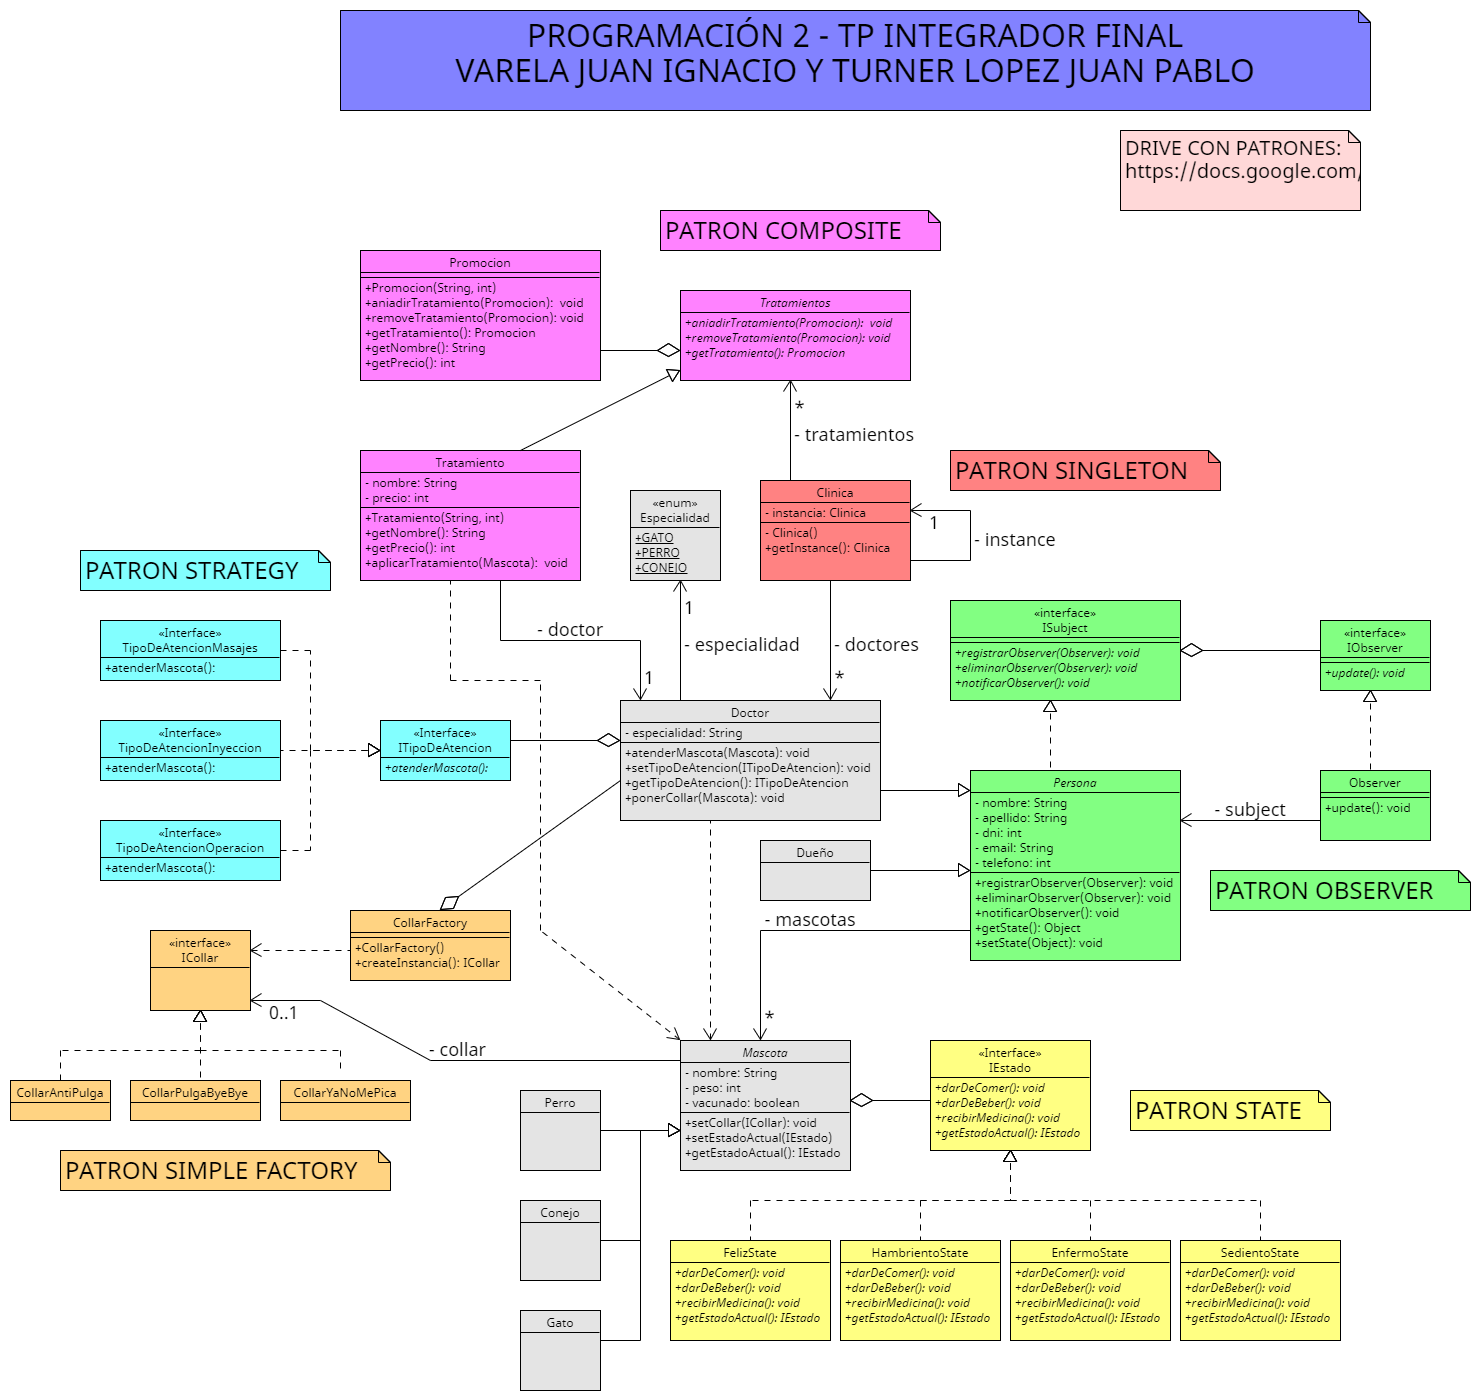 PROGRAMACIÓN 2 - TP INTEGRADOR FINAL
VARELA JUAN IGNACIO Y TURNER LOPEZ JUAN PABLO
DRIVE CON PATRONES:
https://docs.google.com/
PATRON COMPOSITE
Promocion
+Promocion(String, int)
+aniadirTratamiento(Promocion): void
+removeTratamiento(Promocion): void
+getTratamiento(): Promocion
+getNombre(): String
+getPrecio(): int
Tratamientos
+aniadirTratamiento(Promocion): void
+removeTratamiento(Promocion): void
+getTratamiento(): Promocion
*
- tratamientos
Tratamiento
- nombre: String
- precio: int
+Tratamiento(String, int)
+getNombre(): String
+getPrecio(): int
+aplicarTratamiento(Mascota): void
«enum»
Especialidad
+GATO
+PERRO
+CONEJO
Clinica
- instancia: Clinica
- Clinica()
+getInstance(): Clinica
PATRON SINGLETON
1
- instance
PATRON STRATEGY
«Interface»
TipoDeAtencionMasajes
+atenderMascota():
«Interface»
TipoDeAtencionInyeccion
+atenderMascota():
«Interface»
TipoDeAtencionOperacion
+atenderMascota():
«Interface»
ITipoDeAtencion
+atenderMascota():
- doctor
1
1
- especialidad
- doctores
*
Doctor
- especialidad: String
+atenderMascota(Mascota): void
+setTipoDeAtencion(ITipoDeAtencion): void
+getTipoDeAtencion(): ITipoDeAtencion
+ponerCollar(Mascota): void
«interface»
ISubject
+registrarObserver(Observer): void
+eliminarObserver(Observer): void
+notificarObserver(): void
«interface»
IObserver
+update(): void
Persona
- nombre: String
- apellido: String
- dni: int
- email: String
- telefono: int
+registrarObserver(Observer): void
+eliminarObserver(Observer): void
+notificarObserver(): void
+getState(): Object
+setState(Object): void
- subject
Observer
+update(): void
PATRON OBSERVER
Dueño
- mascotas
*
CollarFactory
+CollarFactory()
+createInstancia(): ICollar
«interface»
ICollar
0..1
- collar
CollarAntiPulga
CollarPulgaByeBye
CollarYaNoMePica
PATRON SIMPLE FACTORY
Mascota
- nombre: String
- peso: int
- vacunado: boolean
+setCollar(ICollar): void
+setEstadoActual(IEstado)
+getEstadoActual(): IEstado
Perro
Conejo
Gato
«Interface»
IEstado
+darDeComer(): void
+darDeBeber(): void
+recibirMedicina(): void
+getEstadoActual(): IEstado
PATRON STATE
FelizState
+darDeComer(): void
+darDeBeber(): void
+recibirMedicina(): void
+getEstadoActual(): IEstado
HambrientoState
+darDeComer(): void
+darDeBeber(): void
+recibirMedicina(): void
+getEstadoActual(): IEstado
EnfermoState
+darDeComer(): void
+darDeBeber(): void
+recibirMedicina(): void
+getEstadoActual(): IEstado
SedientoState
+darDeComer(): void
+darDeBeber(): void
+recibirMedicina(): void
+getEstadoActual(): IEstado